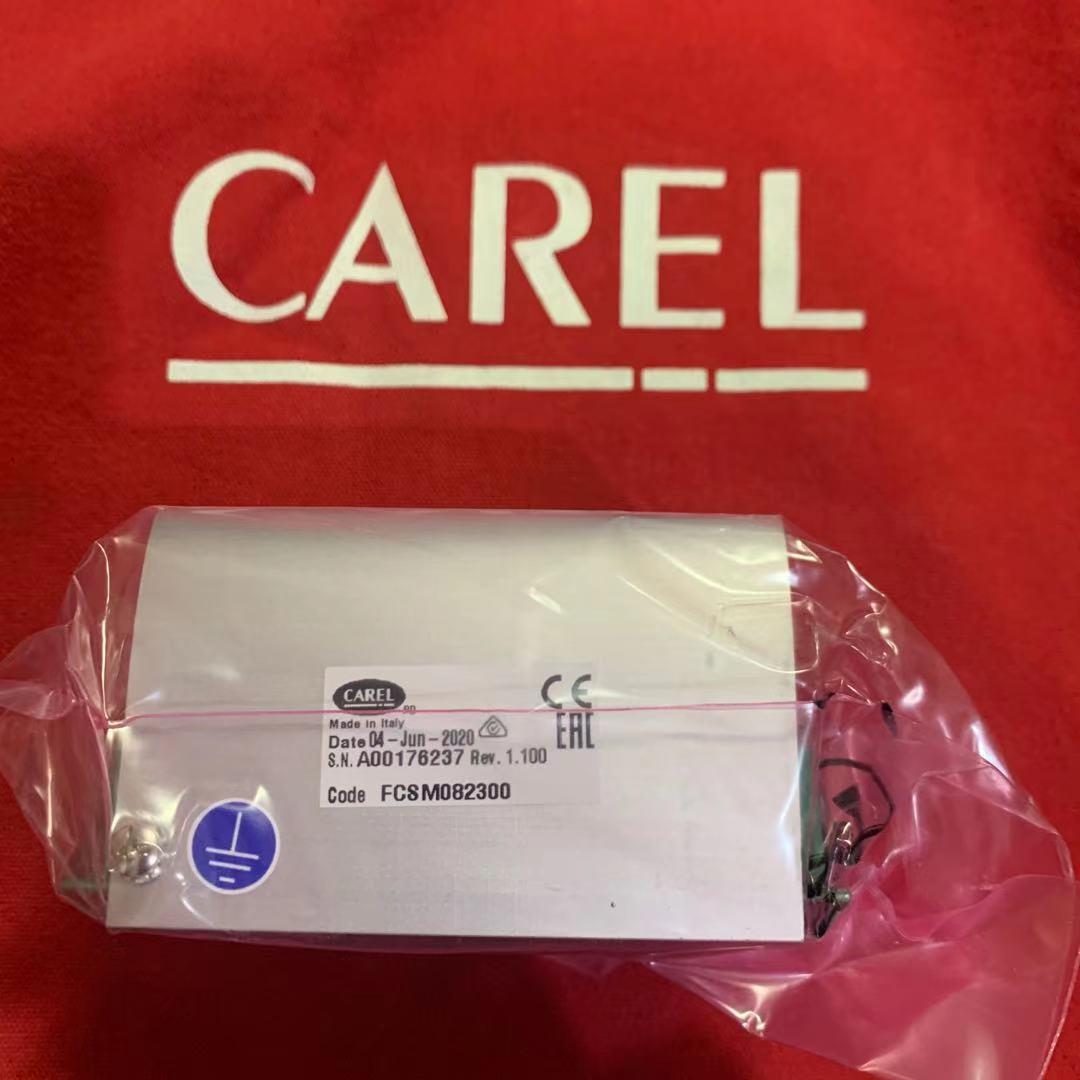 CAREL
CAREL
Made in Italy
Date 04-Jun-2020
S.N. A00176237 Rev. 1.100
Code FCSM082300
CE
EAC